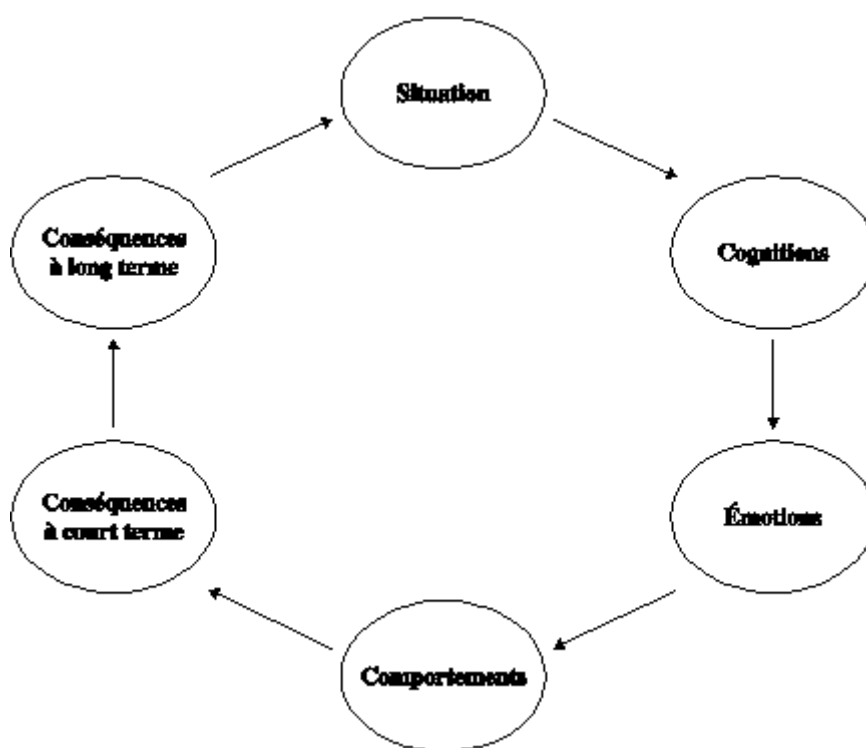 Situation
Cognitions
Émotions
Comportements
Conséquences
à court terme
Conséquences
à long terme